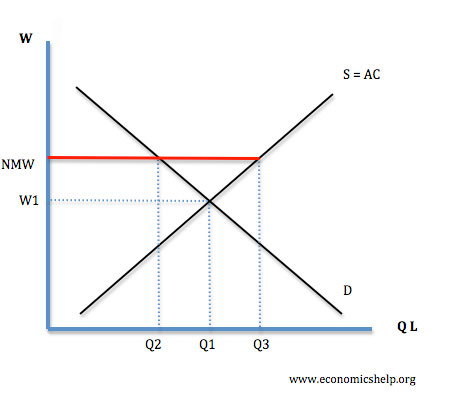 W
S = AC
NMW
W1
D
Q L
Q2 Q1 Q3
www.economicshelp.org